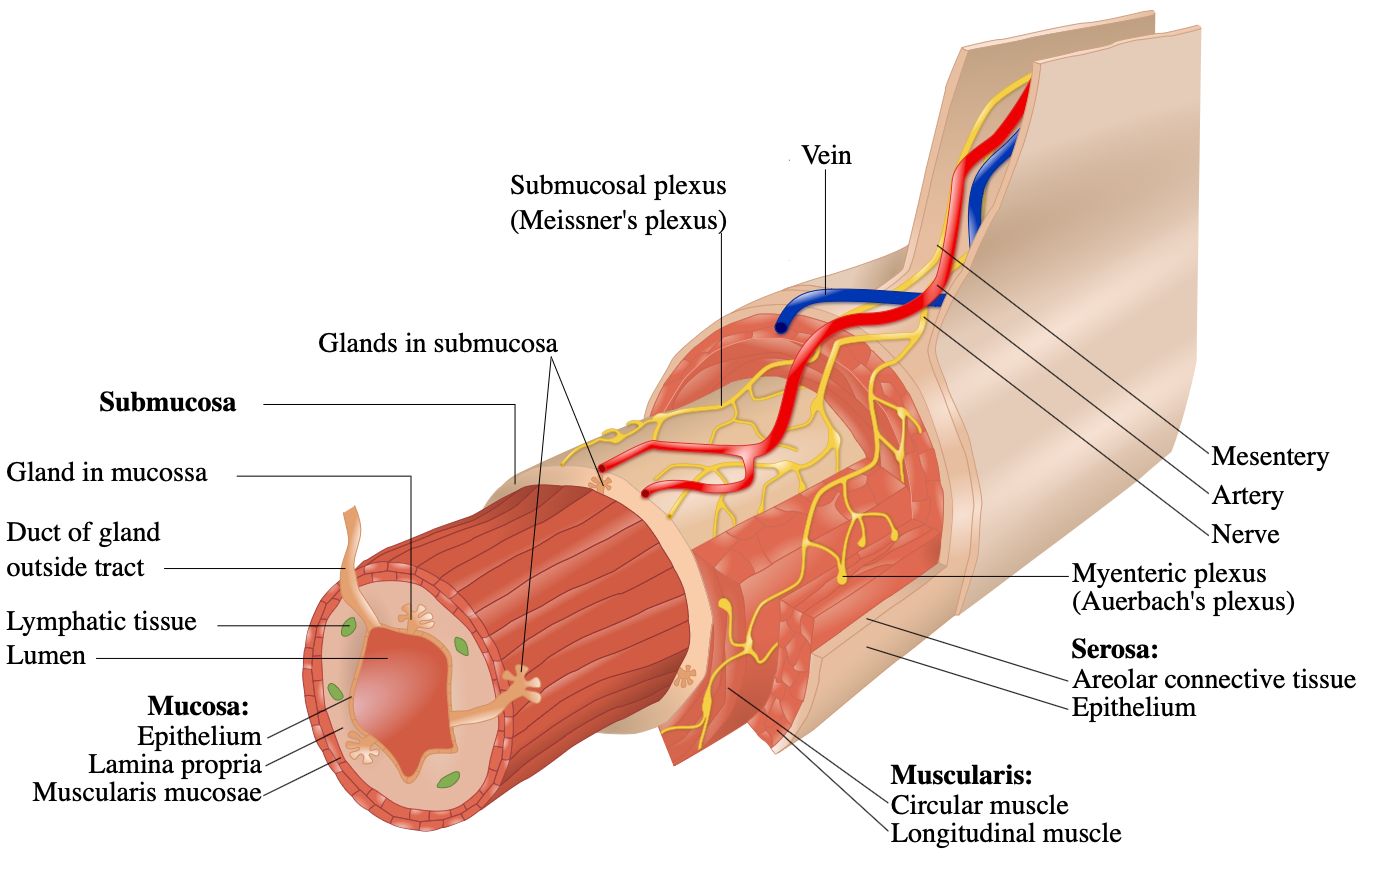 Vein
Submucosal plexus
(Meissner's plexus)
Glands in submucosa
Submucosa
Gland in mucossa
Duct of gland
outside tract
Lymphatic tissue
Lumen
Mucosa:
Epithelium
Lamina propria
Muscularis mucosae
Mesentery
Artery
Nerve
Myenteric plexus
(Auerbach's plexus)
Serosa:
Areolar connective tissue
Epithelium
Muscularis:
Circular muscle
Longitudinal muscle